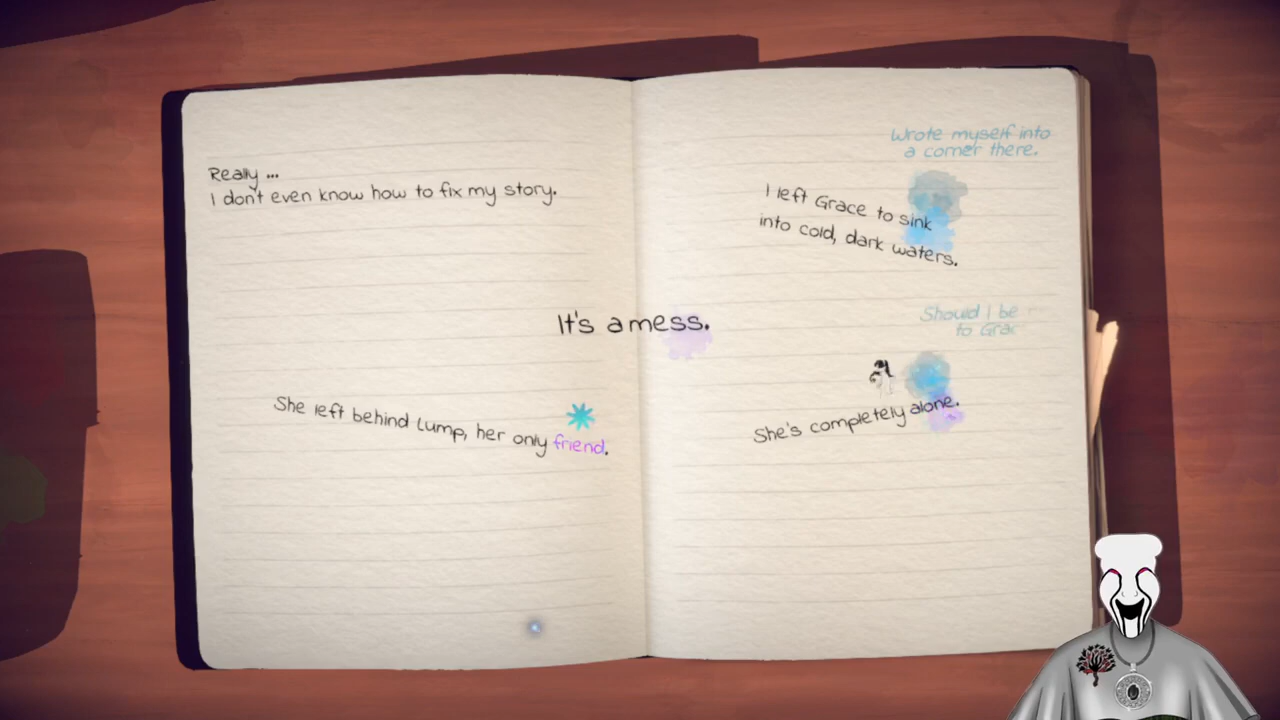 Really ...
I don't even know how to fix my story.
It's a mess.
She left behind Lump, her only friend.
Wrote myself into
a corner there.
I left Grace to sink
into cold, dark waters.
Should I be
to Gra
She's completely alone.